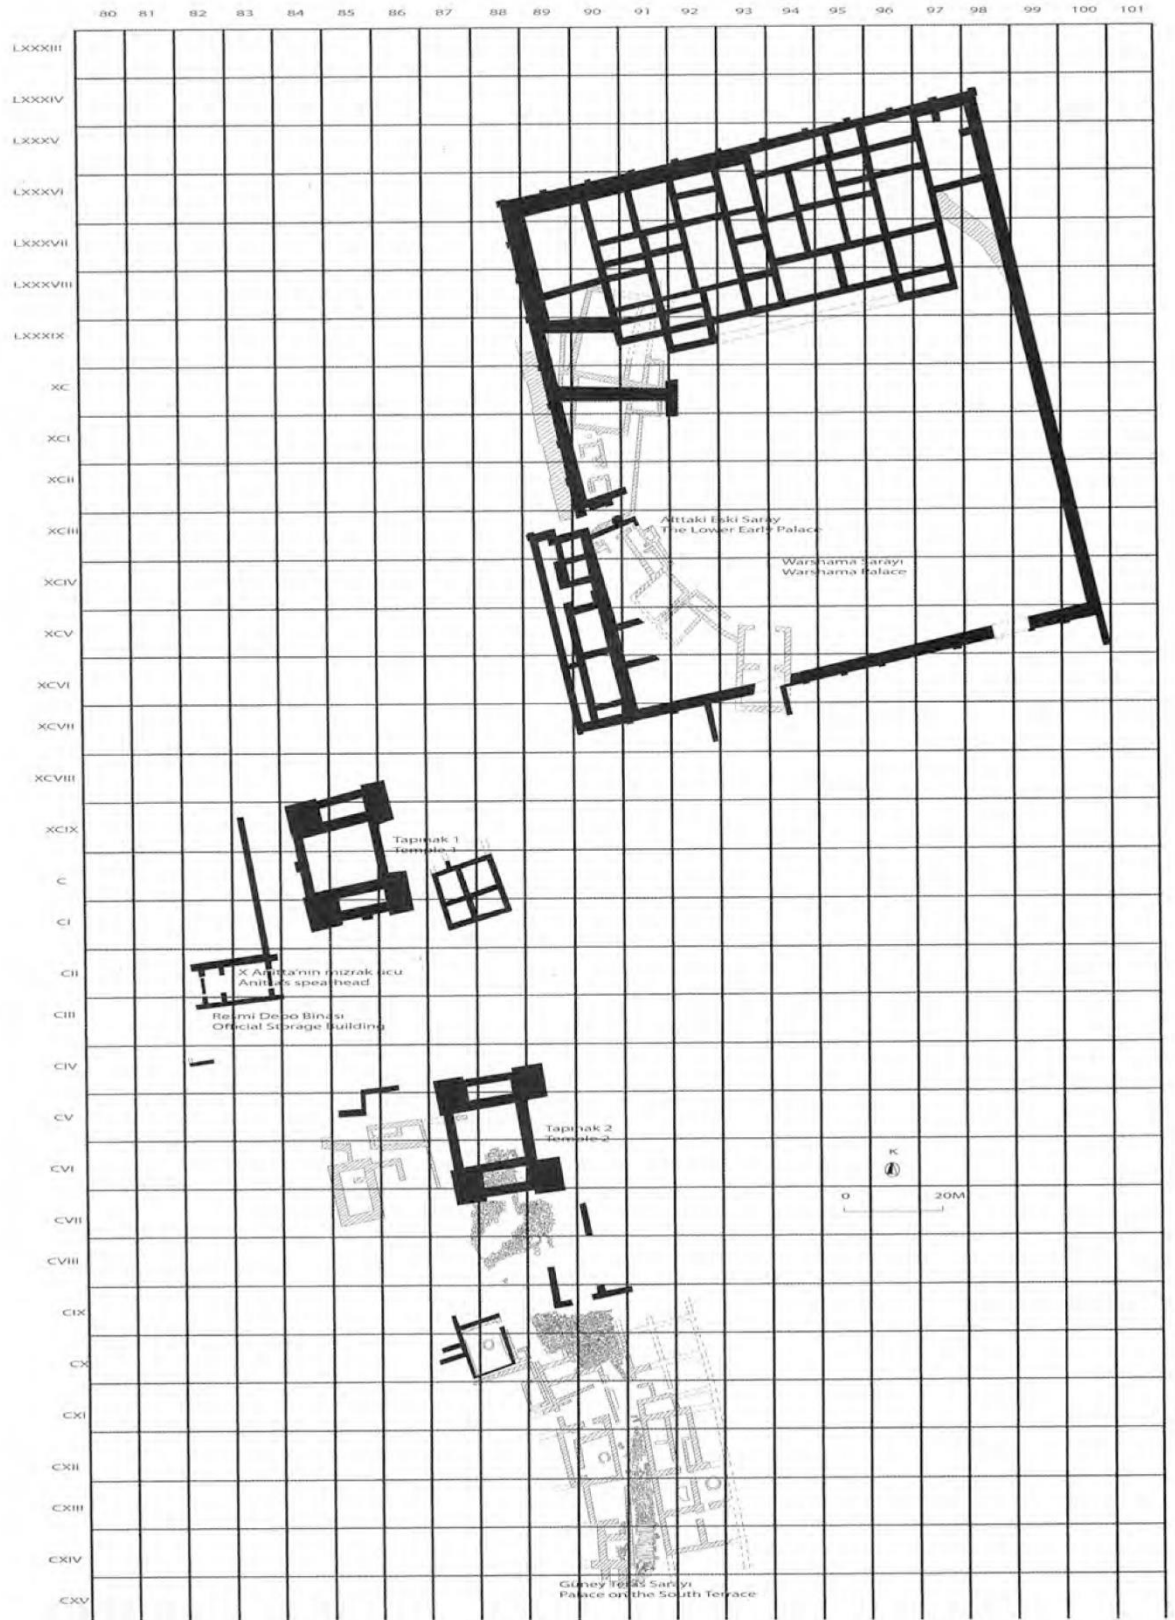 80 81 82 83 84 85 86 87 88 89 90 91 92 93 94 95 96 97 98 99 100 101
LXXXIII
LXXXIV
LXXXV
LXXXVI
LXXXVII
LXXXVIII
LXXXIX
XC
XCI
XCII
XCIII
Alttaki Eski Saray
The Lower Early Palace
Warshama Sarayı
Warshama Palace
XCIV
XCV
XCVI
XCVII
XCVIII
XCIX
Tapınak 1
Temple 1
C
CI
CII
X Anitta'nın mızrak ucu
Anitta's spearhead
CIII
Resmi Depo Binası
Official Storage Building
CIV
CV
Tapınak 2
Temple 2
CVI
K
0 20M
CVII
CVIII
CIX
CX
CXI
CXII
CXIII
CXIV
Güney Teras Sarayı
Palace on the South Terrace
CXV